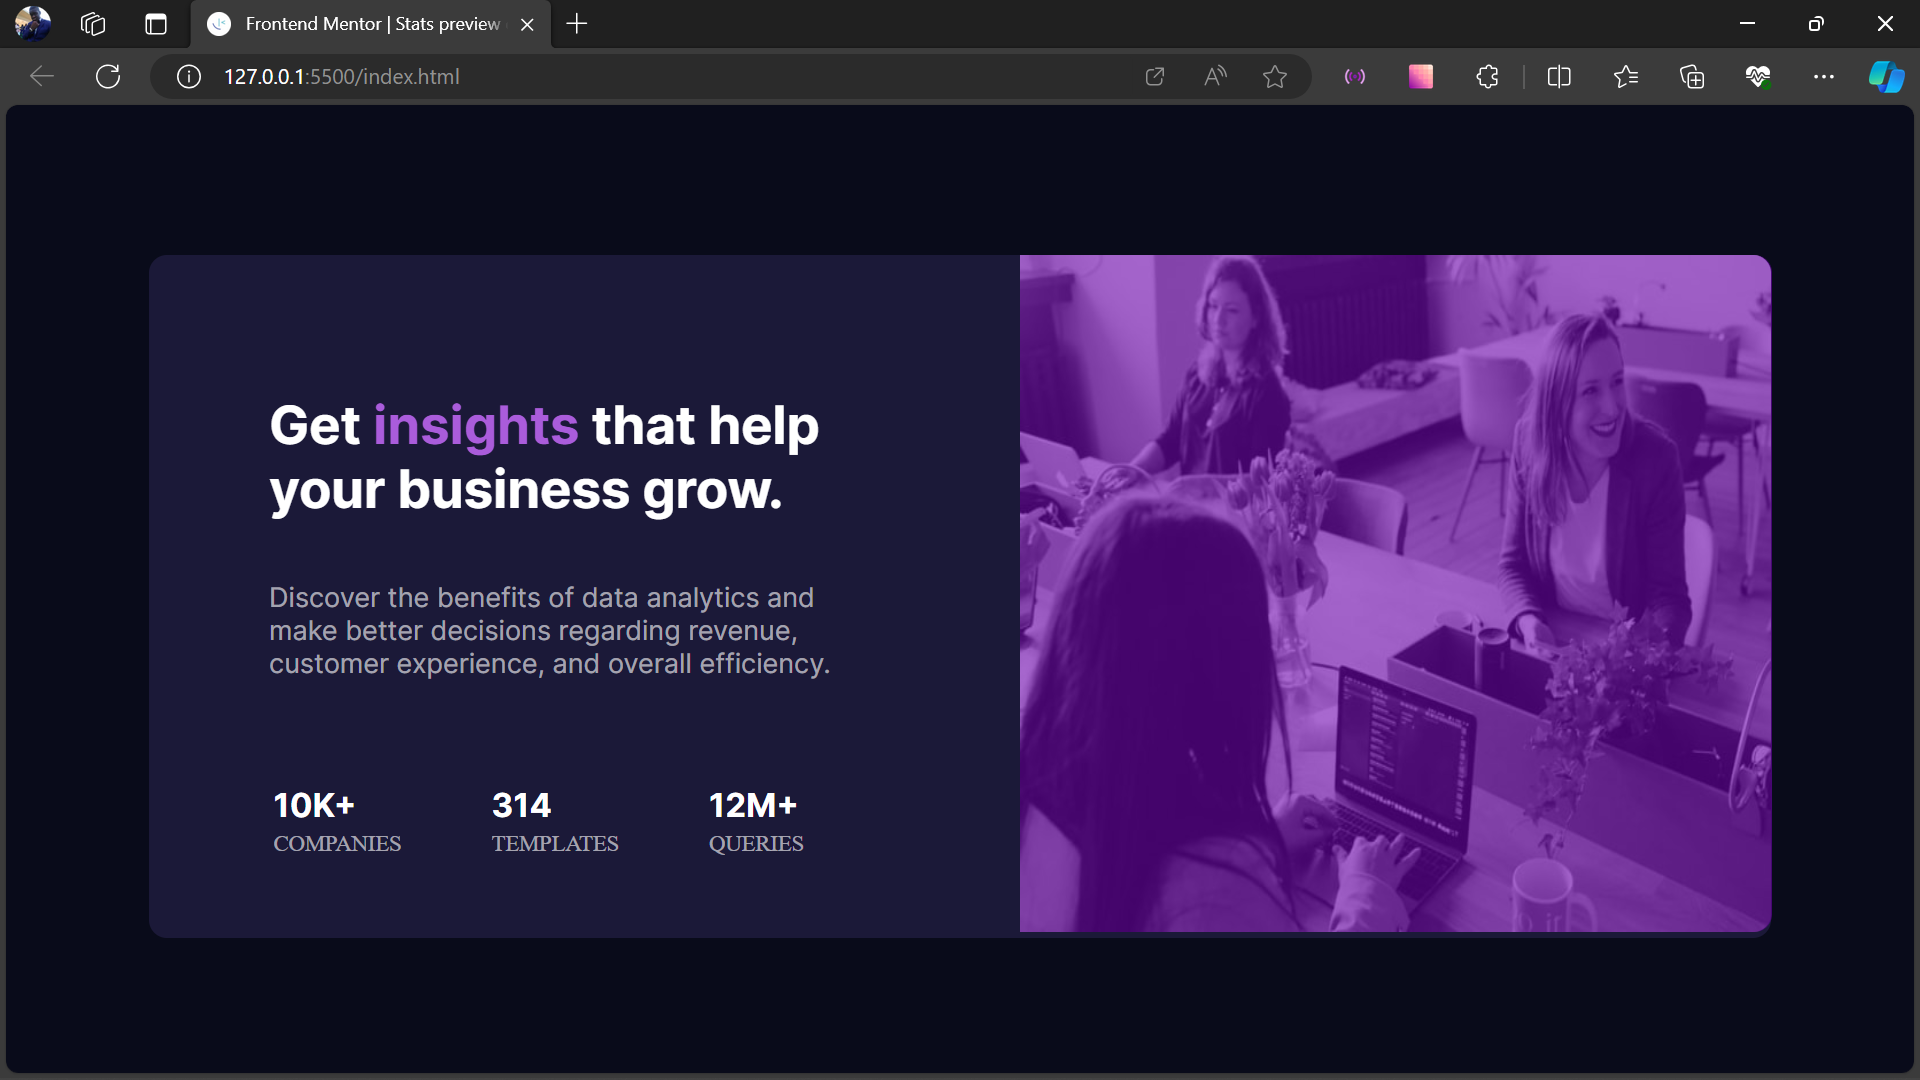 Frontend Mentor | Stats preview
127.0.0.1:5500/index.html
Get insights that help
your business grow.
Discover the benefits of data analytics and
make better decisions regarding revenue,
customer experience, and overall efficiency.
10K+ 314 12M+
COMPANIES TEMPLATES QUERIES